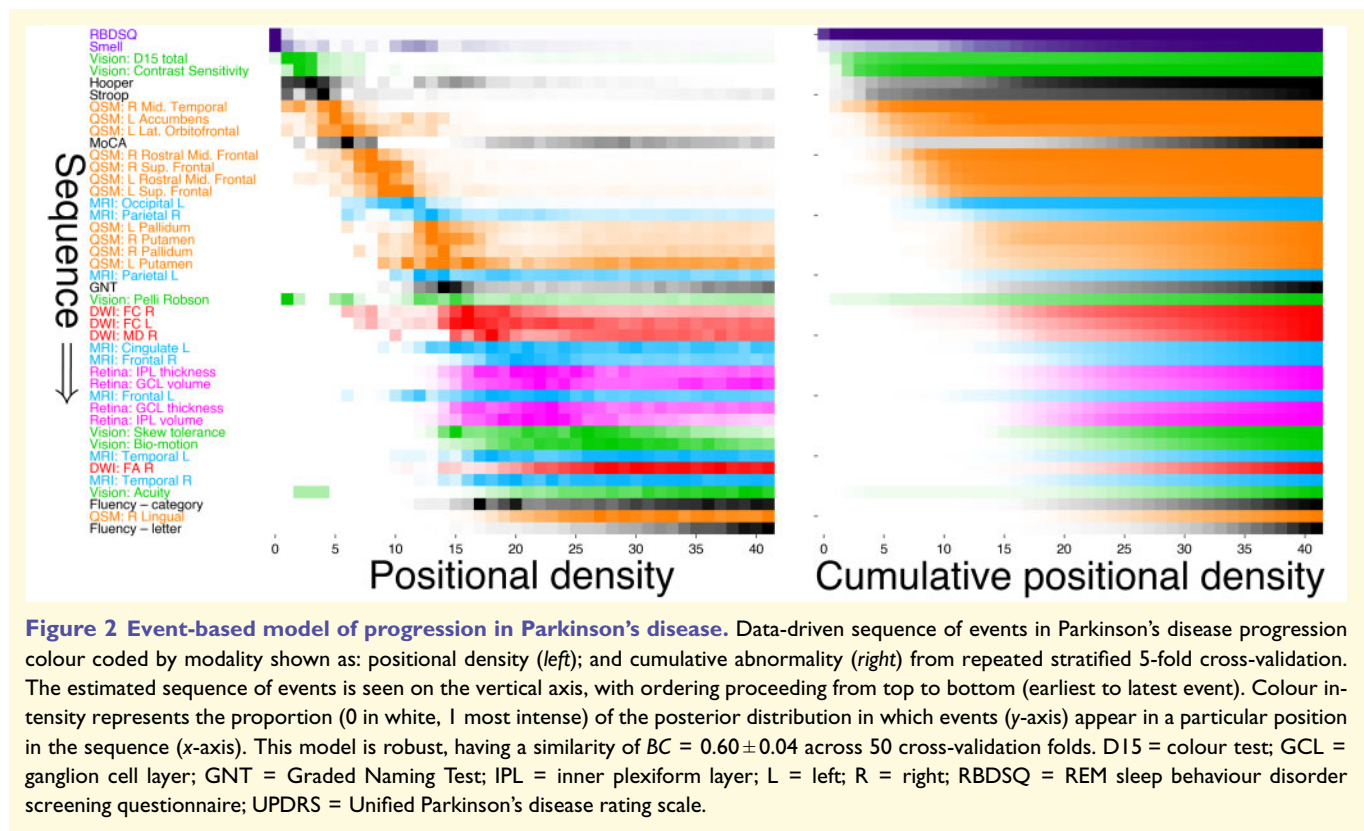 RBDSQ
Smell
Vision: D15 total
Vision: Contrast Sensitivity
Hooper
Stroop
QSM: R Mid. Temporal
QSM: L Accumbens
QSM: L Lat. Orbitofrontal
MoCA
QSM: R Rostral Mid. Frontal
QSM: R Sup. Frontal
QSM: L Rostral Mid. Frontal
QSM: L Sup. Frontal
MRI: Occipital L
MRI: Parietal R
QSM: L Pallidum
QSM: R Putamen
QSM: R Pallidum
QSM: L Putamen
MRI: Parietal L
GNT
Vision: Pelli Robson
DWI: FC R
DWI: FC L
DWI: MD R
MRI: Cingulate L
MRI: Frontal R
Retina: IPL thickness
Retina: GCL volume
MRI: Frontal L
Retina: GCL thickness
Retina: IPL volume
Vision: Skew tolerance
Vision: Bio-motion
MRI: Temporal L
DWI: FA R
MRI: Temporal R
Vision: Acuity
Fluency – category
QSM: R Lingual
Fluency – letter
Sequence ⟹
0 5 10 15 20 25 30 35 40
Positional density
0 5 10 15 20 25 30 35 40
Cumulative positional density
Figure 2 Event-based model of progression in Parkinson's disease. Data-driven sequence of events in Parkinson's disease progression
colour coded by modality shown as: positional density (left); and cumulative abnormality (right) from repeated stratified 5-fold cross-validation.
The estimated sequence of events is seen on the vertical axis, with ordering proceeding from top to bottom (earliest to latest event). Colour in-
tensity represents the proportion (0 in white, 1 most intense) of the posterior distribution in which events (y-axis) appear in a particular position
in the sequence (x-axis). This model is robust, having a similarity of BC = 0.60 ± 0.04 across 50 cross-validation folds. D15 = colour test; GCL =
ganglion cell layer; GNT = Graded Naming Test; IPL = inner plexiform layer; L = left; R = right; RBDSQ = REM sleep behaviour disorder
screening questionnaire; UPDRS = Unified Parkinson's disease rating scale.